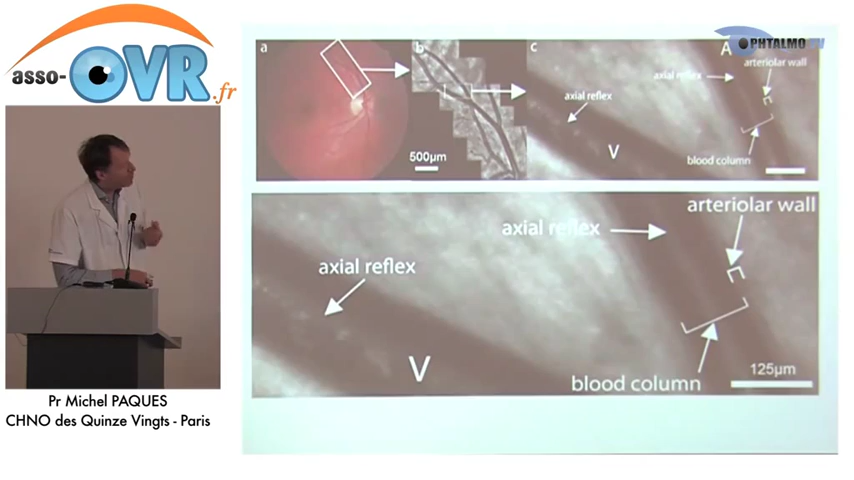 asso-OVR.fr
OPHTALMO TV
a
b
c
A
500µm
axial reflex
V
axial reflex
arteriolar wall
blood column
axial reflex
axial reflex
arteriolar wall
V
blood column
125µm
Pr Michel PAQUES
CHNO des Quinze Vingts - Paris